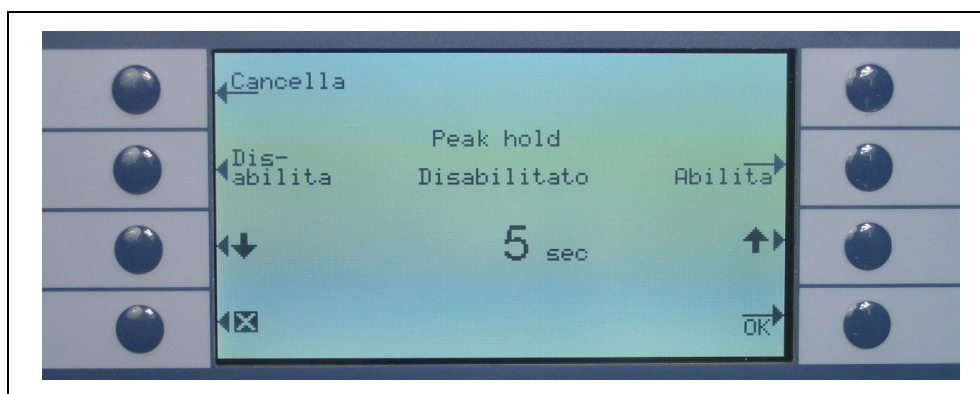 Cancella
Peak hold
Dis-
abilita
Disabilitato
Abilita
5 sec
OK